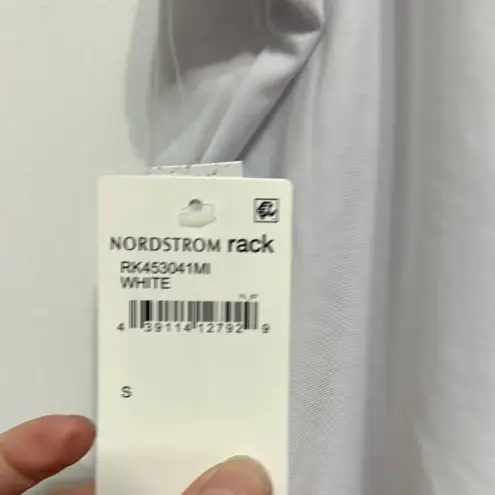 NORDSTROM rack
RK453041MI
WHITE
4 39114 12792 9
S